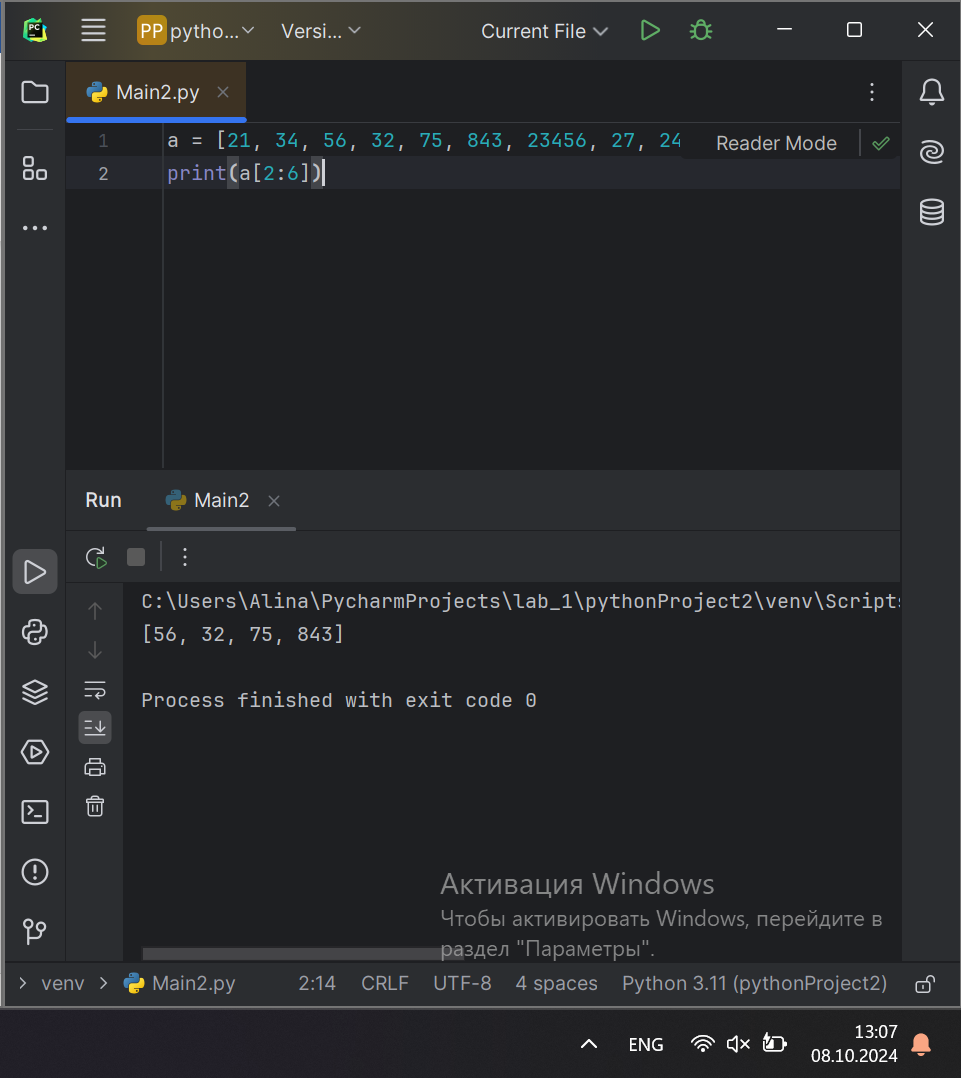 PC
PP pytho... Versi... Current File
Main2.py
1 a = [21, 34, 56, 32, 75, 843, 23456, 27, 24 Reader Mode
2 print(a[2:6])
Run Main2
C:\Users\Alina\PycharmProjects\lab_1\pythonProject2\venv\Scripts
[56, 32, 75, 843]
Process finished with exit code 0
Активация Windows
Чтобы активировать Windows, перейдите в
раздел "Параметры".
venv Main2.py 2:14 CRLF UTF-8 4 spaces Python 3.11 (pythonProject2)
ENG 13:07
08.10.2024